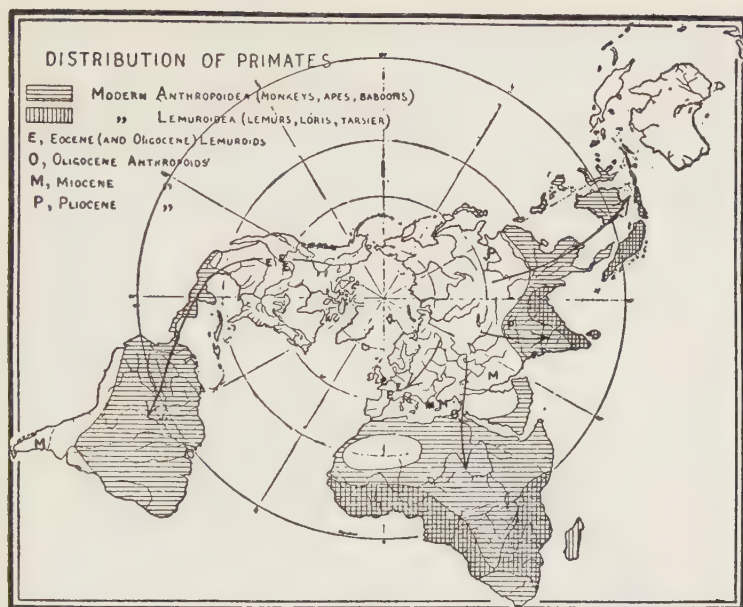 DISTRIBUTION OF PRIMATES
MODERN ANTHROPOIDEA (MONKEYS, APES, BABOONS)
„ LEMUROIDEA (LEMURS, LORIS, TARSIER)
E, EOCENE (AND OLIGOCENE) LEMUROIDS
O, OLIGOCENE ANTHROPOIDS
M, MIOCENE „
P, PLIOCENE „
E
E
P
E
M
M
M
O
M